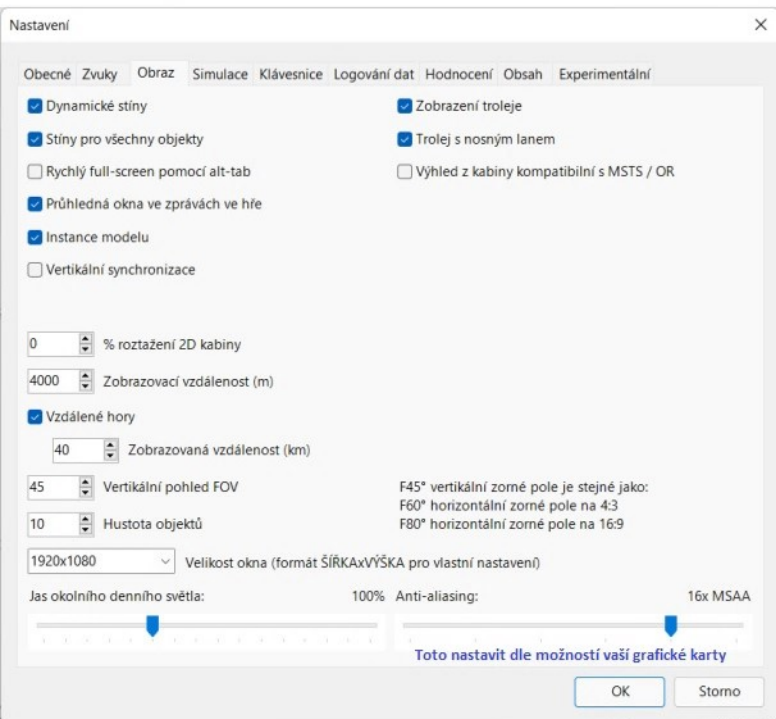 Nastavení
Obecné Zvuky Obraz Simulace Klávesnice Logování dat Hodnocení Obsah Experimentální
Dynamické stíny
Zobrazení troleje
Stíny pro všechny objekty
Trolej s nosným lanem
Rychlý full-screen pomocí alt-tab
Výhled z kabiny kompatibilní s MSTS / OR
Průhledná okna ve zprávách ve hře
Instance modelu
Vertikální synchronizace
0 % roztažení 2D kabiny
4000 Zobrazovací vzdálenost (m)
Vzdálené hory
40 Zobrazovaná vzdálenost (km)
45 Vertikální pohled FOV
F45° vertikální zorné pole je stejné jako:
F60° horizontální zorné pole na 4:3
F80° horizontální zorné pole na 16:9
10 Hustota objektů
1920x1080 Velikost okna (formát ŠÍŘKAxVÝŠKA pro vlastní nastavení)
Jas okolního denního světla: 100% Anti-aliasing: 16x MSAA
Toto nastavit dle možností vaší grafické karty
OK Storno